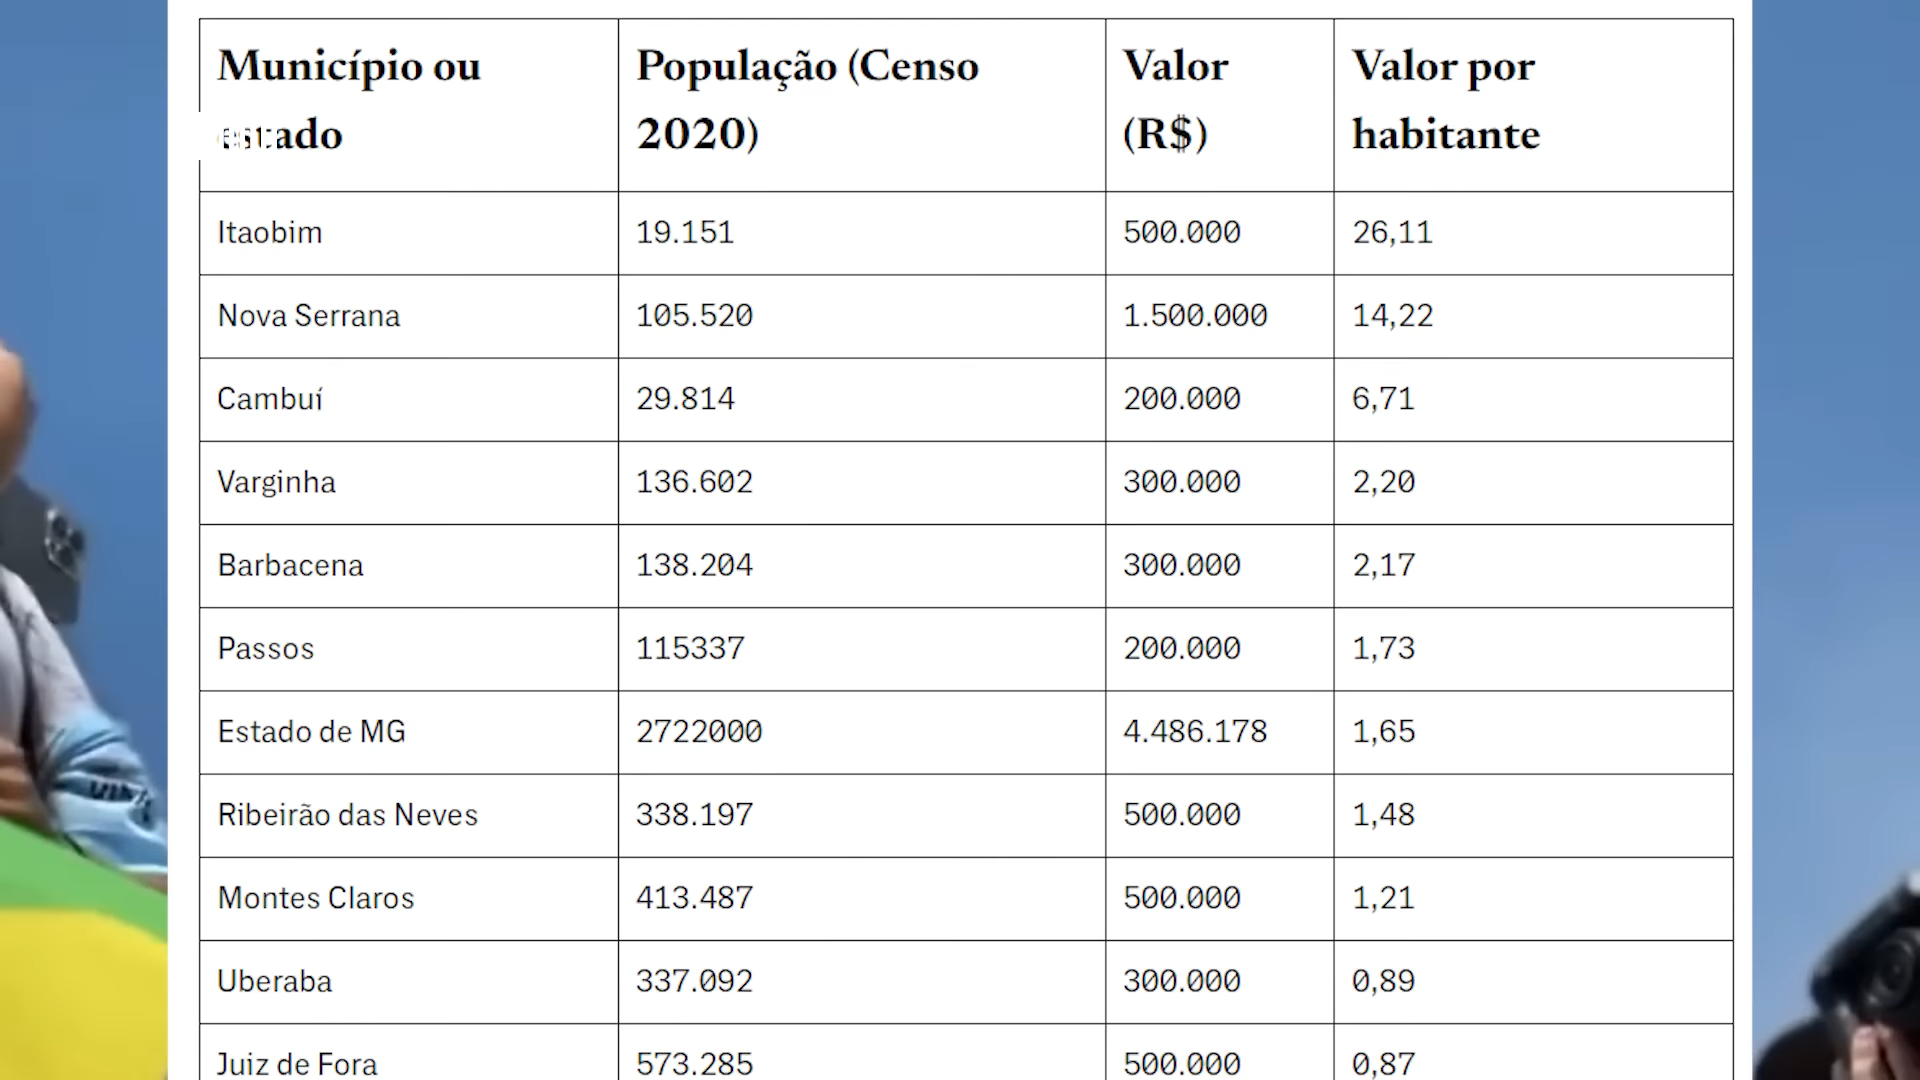 Município ou estado | População (Censo 2020) | Valor (R$) | Valor por habitante
Itaobim | 19.151 | 500.000 | 26,11
Nova Serrana | 105.520 | 1.500.000 | 14,22
Cambuí | 29.814 | 200.000 | 6,71
Varginha | 136.602 | 300.000 | 2,20
Barbacena | 138.204 | 300.000 | 2,17
Passos | 115337 | 200.000 | 1,73
Estado de MG | 2722000 | 4.486.178 | 1,65
Ribeirão das Neves | 338.197 | 500.000 | 1,48
Montes Claros | 413.487 | 500.000 | 1,21
Uberaba | 337.092 | 300.000 | 0,89
Juiz de Fora | 573.285 | 500.000 | 0,87